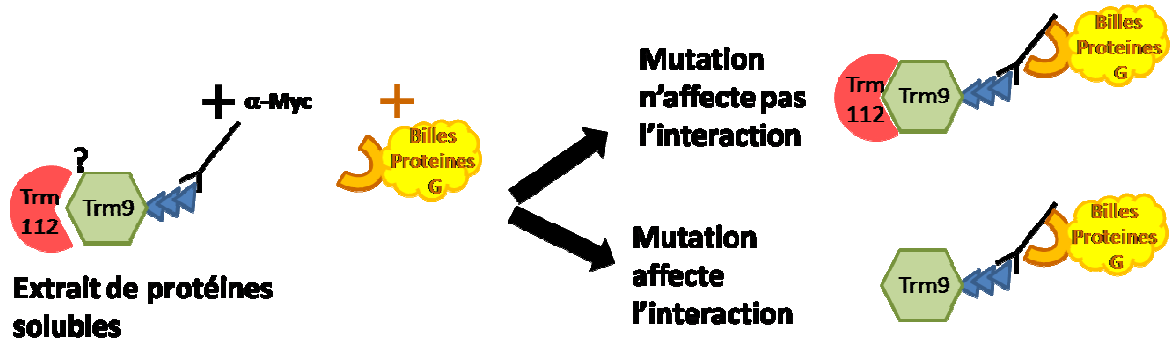 + α-Myc
+
Billes
Proteines
G
?
Trm
112
Trm9
Extrait de protéines
solubles
Mutation
n'affecte pas
l'interaction
Trm
112
Trm9
Billes
Proteines
G
Mutation
affecte
l'interaction
Trm9
Billes
Proteines
G